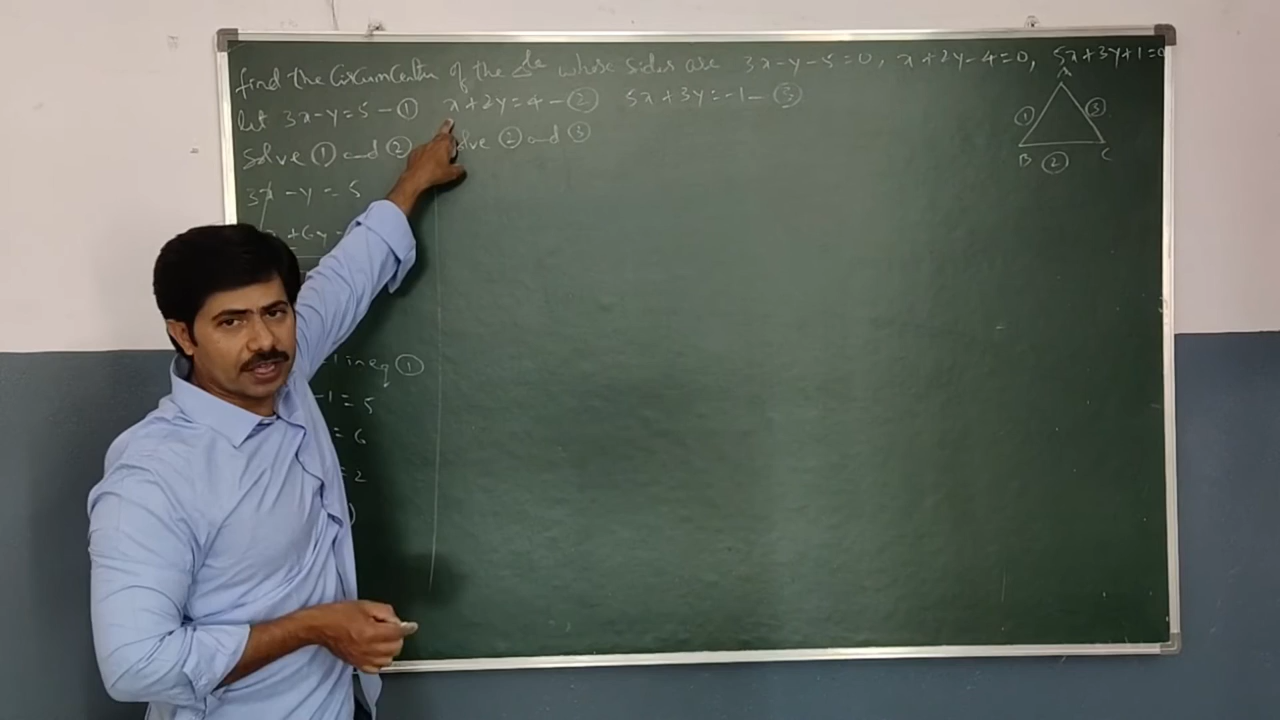 find the Circumcenter of the Δle whose sides are 3x-y-5=0, x+2y-4=0, 5x+3y+1=0
let 3x-y=5-① x+2y=4-② 5x+3y=-1-③
Solve ① and ② solve ② and ③
3x-y=5
+6y
in eq ①
-1=5
=6
=2
A
① ③
B ② C